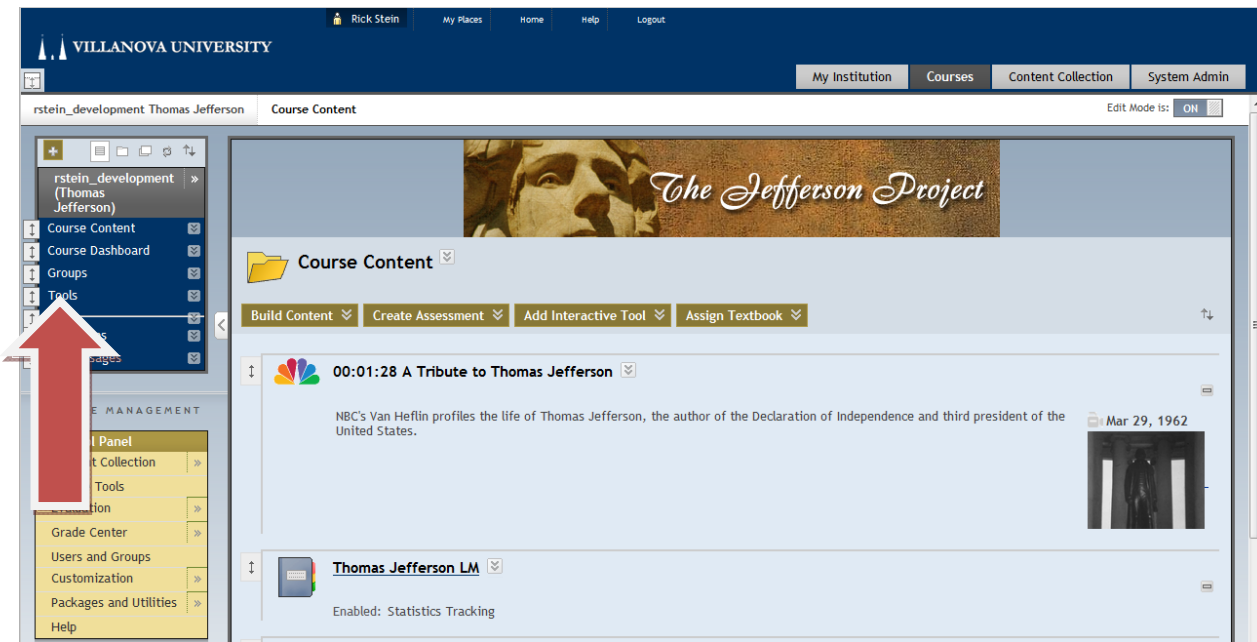 Rick Stein My Places Home Help Logout
VILLANOVA UNIVERSITY
My Institution Courses Content Collection System Admin
rstein_development Thomas Jefferson Course Content Edit Mode is: ON
rstein_development
(Thomas
Jefferson)
Course Content
Course Dashboard
Groups
Tools
The Jefferson Project
Course Content
Build Content Create Assessment Add Interactive Tool Assign Textbook
00:01:28 A Tribute to Thomas Jefferson
NBC's Van Heflin profiles the life of Thomas Jefferson, the author of the Declaration of Independence and third president of the
United States.
Mar 29, 1962
MANAGEMENT
Panel
Collection
Tools
Grade Center
Users and Groups
Customization
Packages and Utilities
Help
Thomas Jefferson LM
Enabled: Statistics Tracking